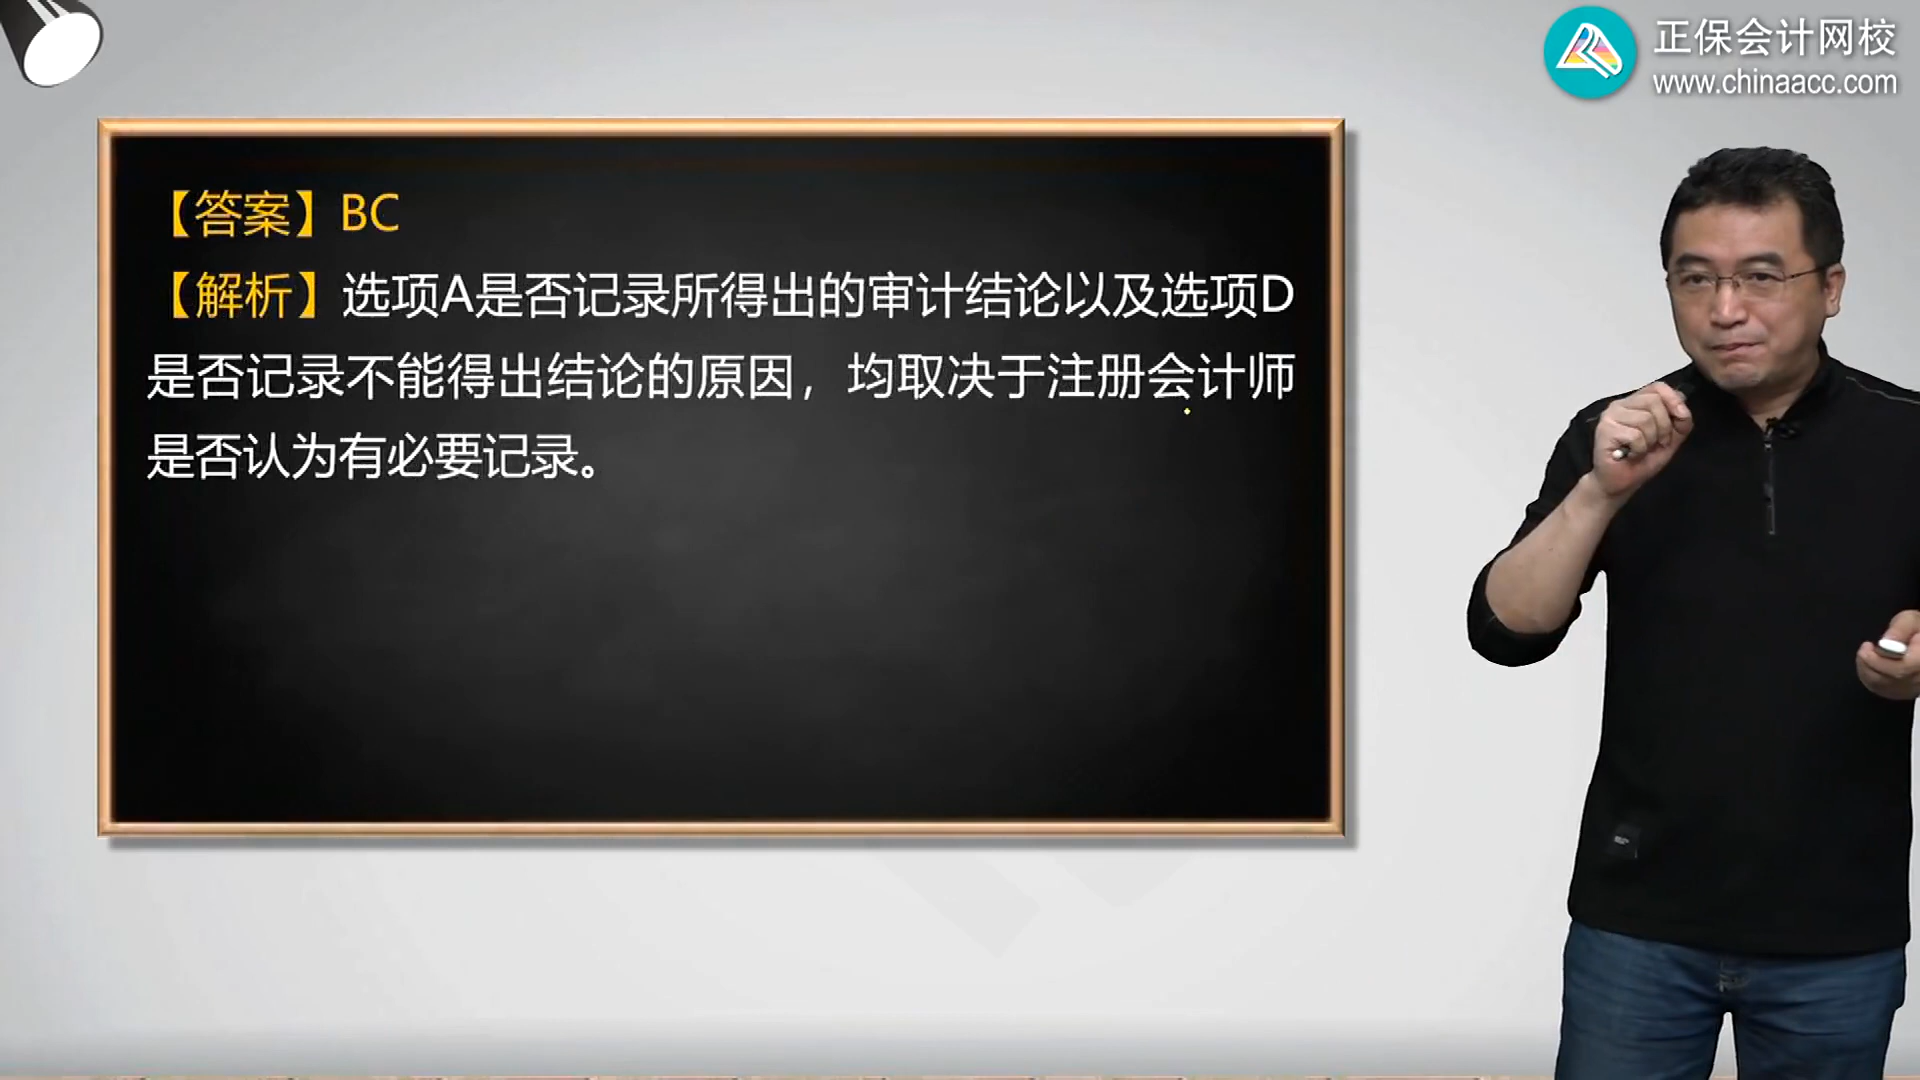 正保会计网校
www.chinaacc.com
【答案】BC
【解析】选项A是否记录所得出的审计结论以及选项D
是否记录不能得出结论的原因，均取决于注册会计师
是否认为有必要记录。